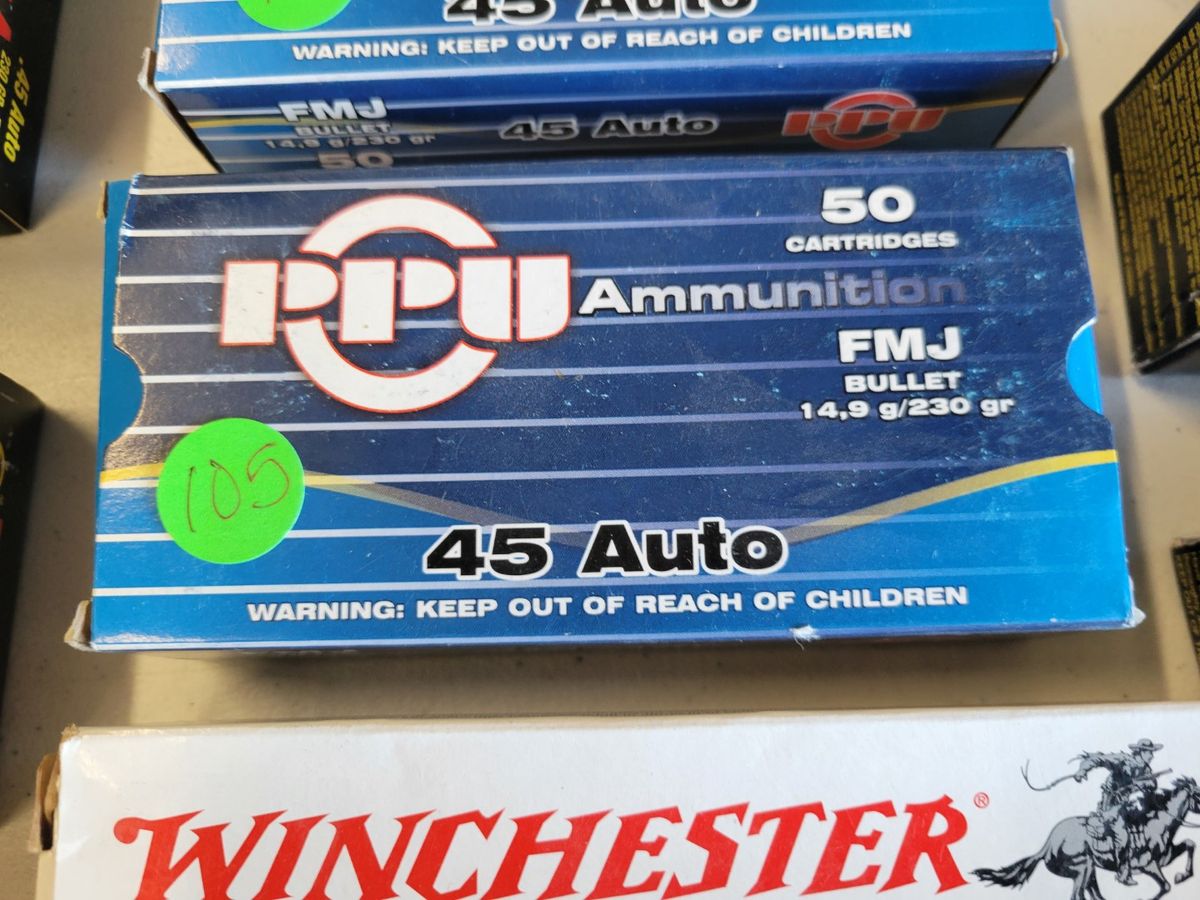 45 Auto
WARNING: KEEP OUT OF REACH OF CHILDREN
.45 Auto
FMJ
BULLET
14,9 g/230 gr
50
45 Auto
PPU
PPU
Ammunition
50
CARTRIDGES
FMJ
BULLET
14,9 g/230 gr
105
45 Auto
WARNING: KEEP OUT OF REACH OF CHILDREN
WINCHESTER®